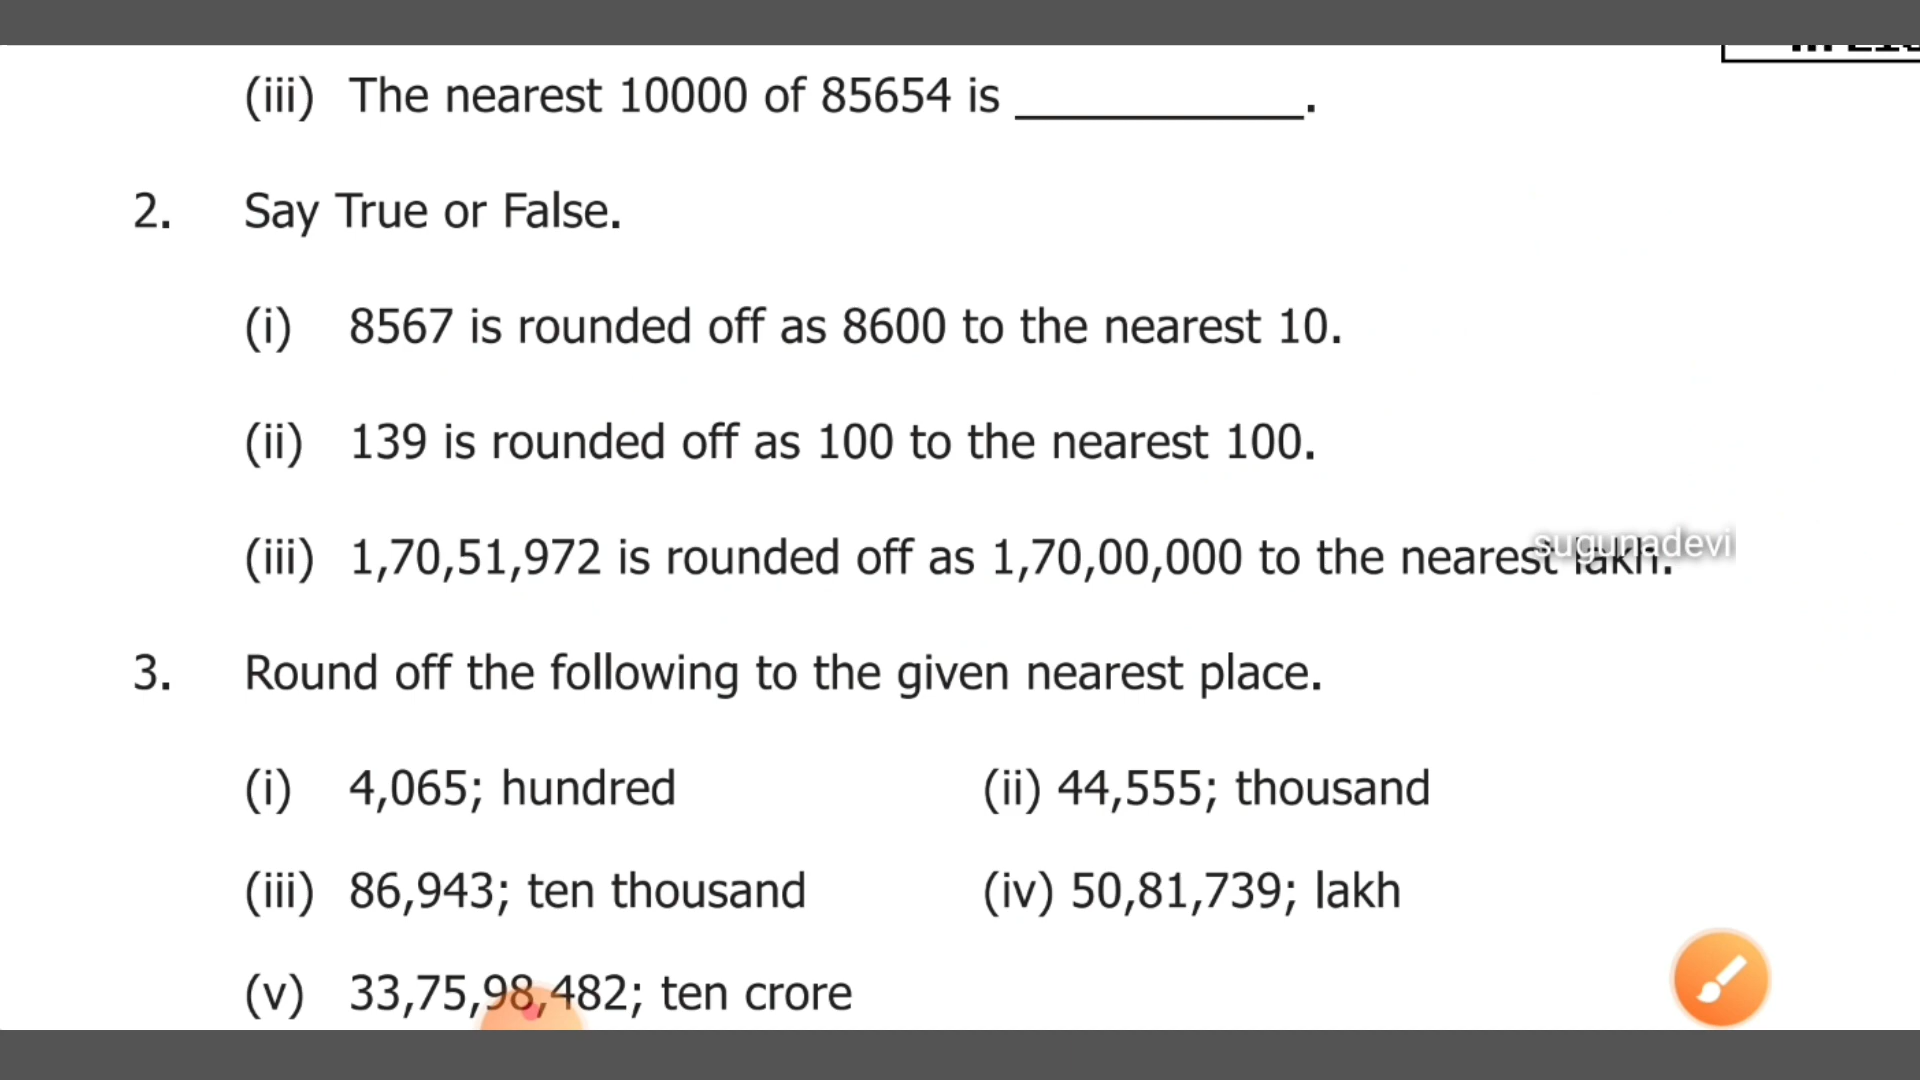 (iii) The nearest 10000 of 85654 is ____________.
2. Say True or False.
(i) 8567 is rounded off as 8600 to the nearest 10.
(ii) 139 is rounded off as 100 to the nearest 100.
(iii) 1,70,51,972 is rounded off as 1,70,00,000 to the nearest lakh.
sugunadevi
3. Round off the following to the given nearest place.
(i) 4,065; hundred (ii) 44,555; thousand
(iii) 86,943; ten thousand (iv) 50,81,739; lakh
(v) 33,75,98,482; ten crore